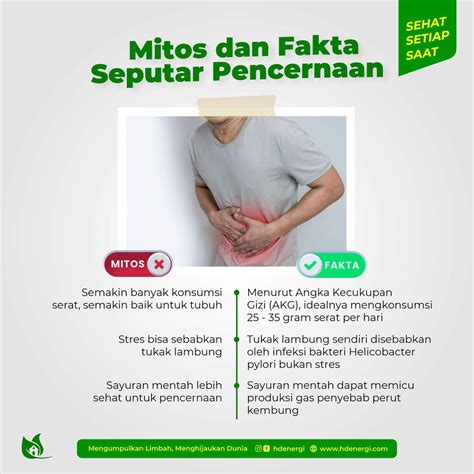 SEHAT
SETIAP
SAAT
Mitos dan Fakta
Seputar Pencernaan
MITOS
FAKTA
Semakin banyak konsumsi
serat, semakin baik untuk tubuh
Menurut Angka Kecukupan
Gizi (AKG), idealnya mengkonsumsi
25 - 35 gram serat per hari
Stres bisa sebabkan
tukak lambung
Tukak lambung sendiri disebabkan
oleh infeksi bakteri Helicobacter
pylori bukan stres
Sayuran mentah lebih
sehat untuk pencernaan
Sayuran mentah dapat memicu
produksi gas penyebab perut
kembung
Mengumpulkan Limbah, Menghijaukan Dunia hdenergi www.hdenergi.com